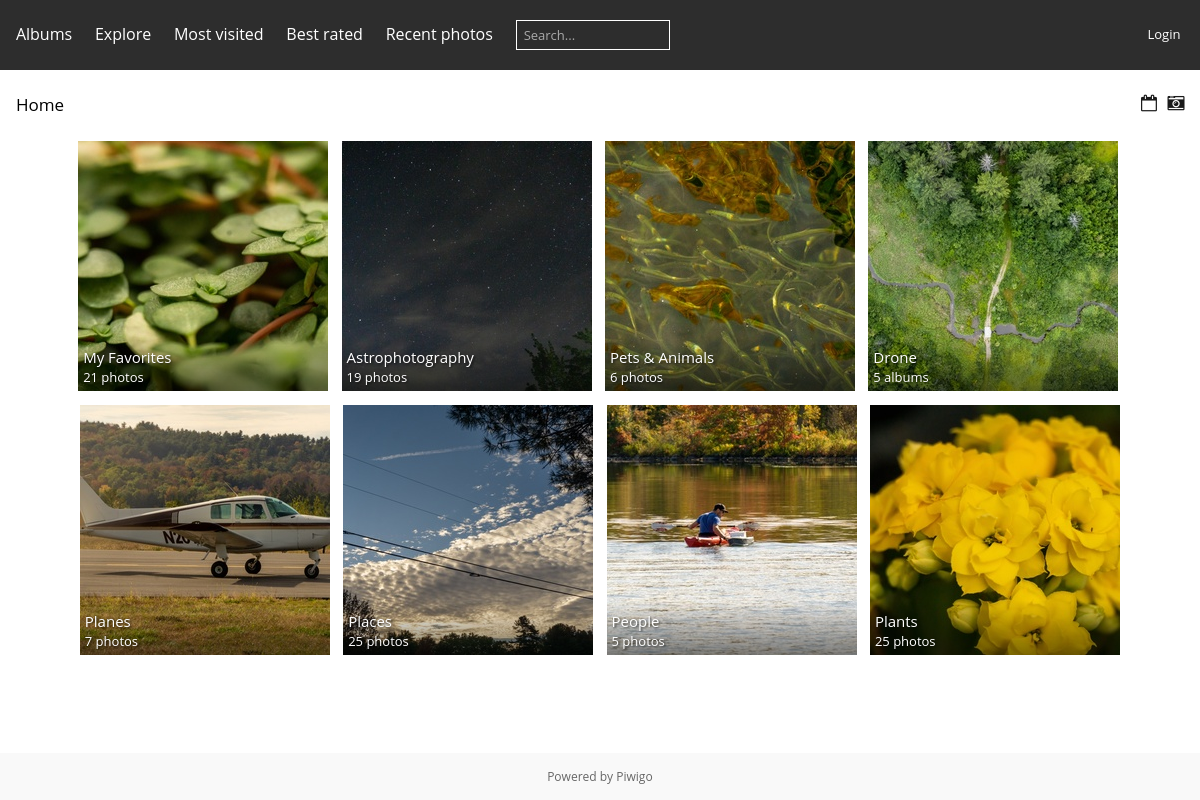 Albums Explore Most visited Best rated Recent photos Search... Login
Home
My Favorites
21 photos
Astrophotography
19 photos
Pets & Animals
6 photos
Drone
5 albums
Planes
7 photos
Places
25 photos
People
5 photos
Plants
25 photos
Powered by Piwigo